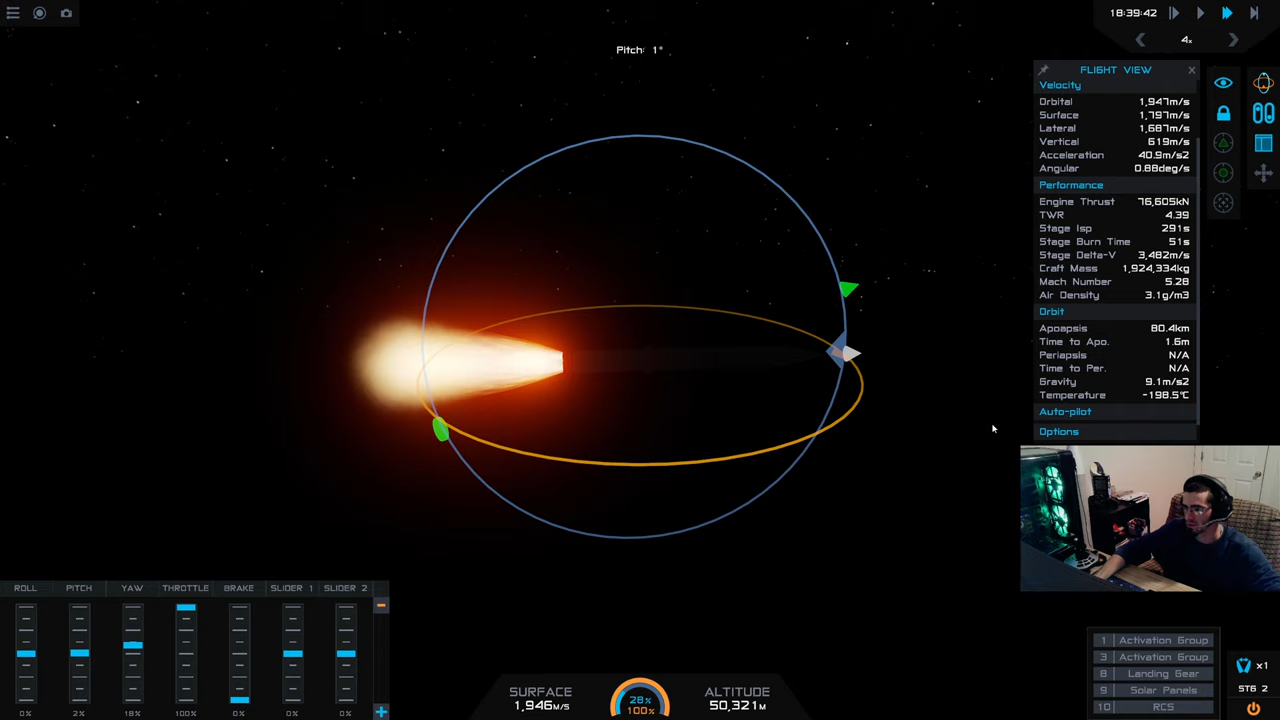 18:39:42
4x
Pitch: 1°
FLIGHT VIEW
Velocity
Orbital 1,947m/s
Surface 1,797m/s
Lateral 1,687m/s
Vertical 619m/s
Acceleration 40.9m/s2
Angular 0.88deg/s
Performance
Engine Thrust 76,605kN
TWR 4.39
Stage Isp 291s
Stage Burn Time 51s
Stage Delta-V 3,482m/s
Craft Mass 1,924,334kg
Mach Number 5.28
Air Density 3.1g/m3
Orbit
Apoapsis 80.4km
Time to Apo. 1.6m
Periapsis N/A
Time to Per. N/A
Gravity 9.1m/s2
Temperature -198.5°C
Auto-pilot
Options
ROLL PITCH YAW THROTTLE BRAKE SLIDER 1 SLIDER 2
0% 2% 18% 100% 0% 0% 0%
SURFACE
1,946M/S
28%
100%
ALTITUDE
50,321M
1 Activation Group
3 Activation Group
8 Landing Gear
9 Solar Panels
10 RCS
x1
STG 2